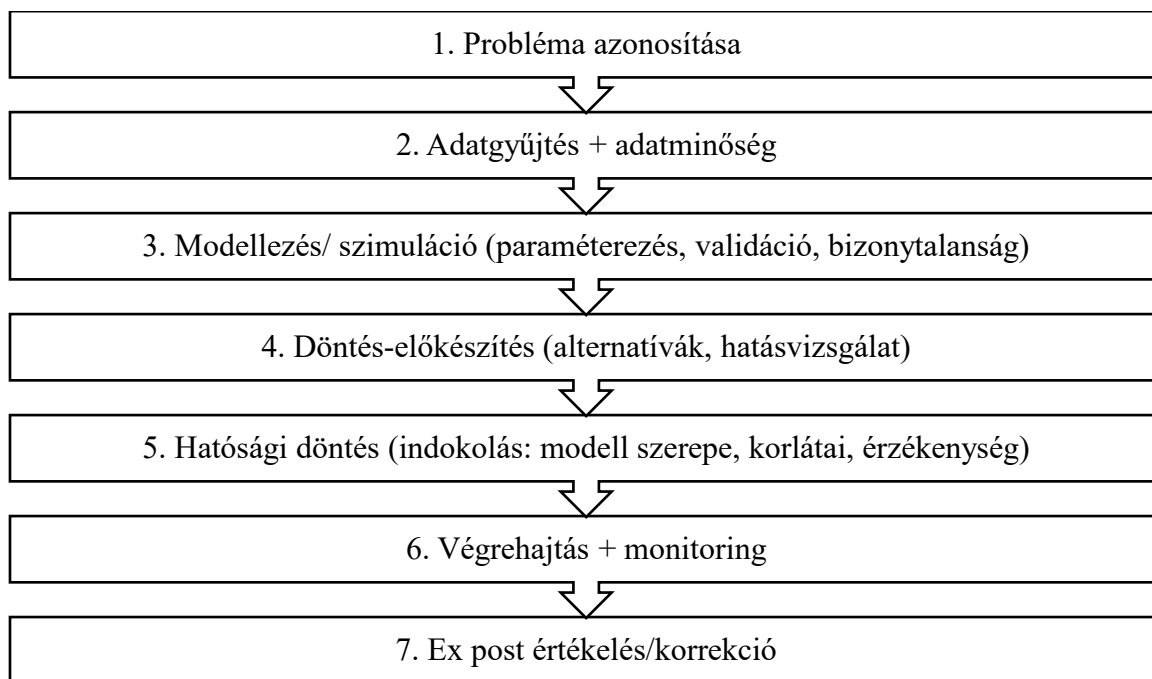 1. Probléma azonosítása
2. Adatgyűjtés + adatminőség
3. Modellezés/ szimuláció (paraméterezés, validáció, bizonytalanság)
4. Döntés-előkészítés (alternatívák, hatásvizsgálat)
5. Hatósági döntés (indokolás: modell szerepe, korlátai, érzékenység)
6. Végrehajtás + monitoring
7. Ex post értékelés/korrekció